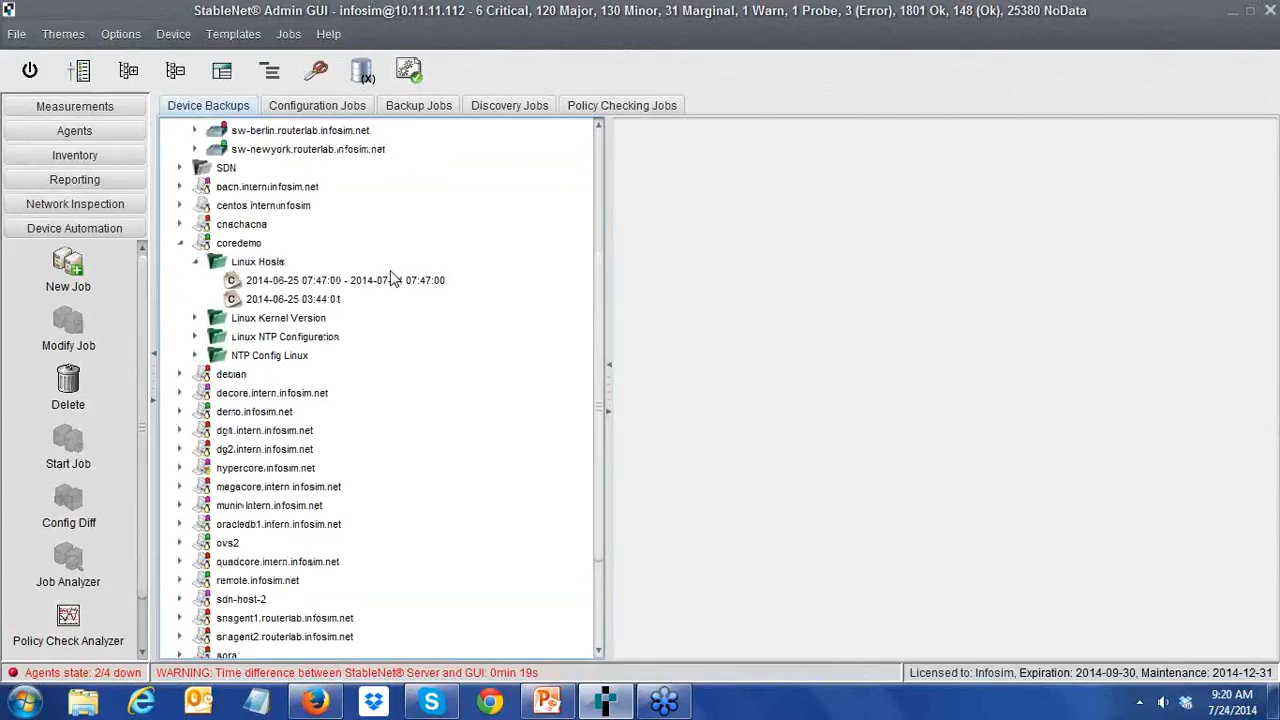 StableNet® Admin GUI - infosim@10.11.11.112 - 6 Critical, 120 Major, 130 Minor, 31 Marginal, 1 Warn, 1 Probe, 3 (Error), 1801 Ok, 148 (Ok), 25380 NoData
File Themes Options Device Templates Jobs Help
(X)
Measurements
Agents
Inventory
Reporting
Network Inspection
Device Automation
New Job
Modify Job
Delete
Start Job
Config Diff
Job Analyzer
Policy Check Analyzer
Device Backups Configuration Jobs Backup Jobs Discovery Jobs Policy Checking Jobs
sw-berlin.routerlab.infosim.net
sw-newyork.routerlab.infosim.net
SDN
centos.intern.infosim
cnachacna
coredemo
Linux Hosts
C 2014-06-25 07:47:00 - 07:47:00
C 2014-06-25 03:44:01
Linux Kernel Version
Linux NTP Configuration
NTP Config Linux
debian
decore.intern.infosim.net
demo.infosim.net
dg1.intern.infosim.net
dg2.intern.infosim.net
hypercore.infosim.net
megacore.intern.infosim.net
munin.intern.infosim.net
oracledb1.intern.infosim.net
ovs2
quadcore.intern.infosim.net
remote.infosim.net
sdn-host-2
snagent1.routerlab.infosim.net
snagent2.routerlab.infosim.net
Agents state: 2/4 down WARNING: Time difference between StableNet® Server and GUI: 0min 19s Licensed to: Infosim, Expiration: 2014-09-30, Maintenance: 2014-12-31
9:20 AM
7/24/2014